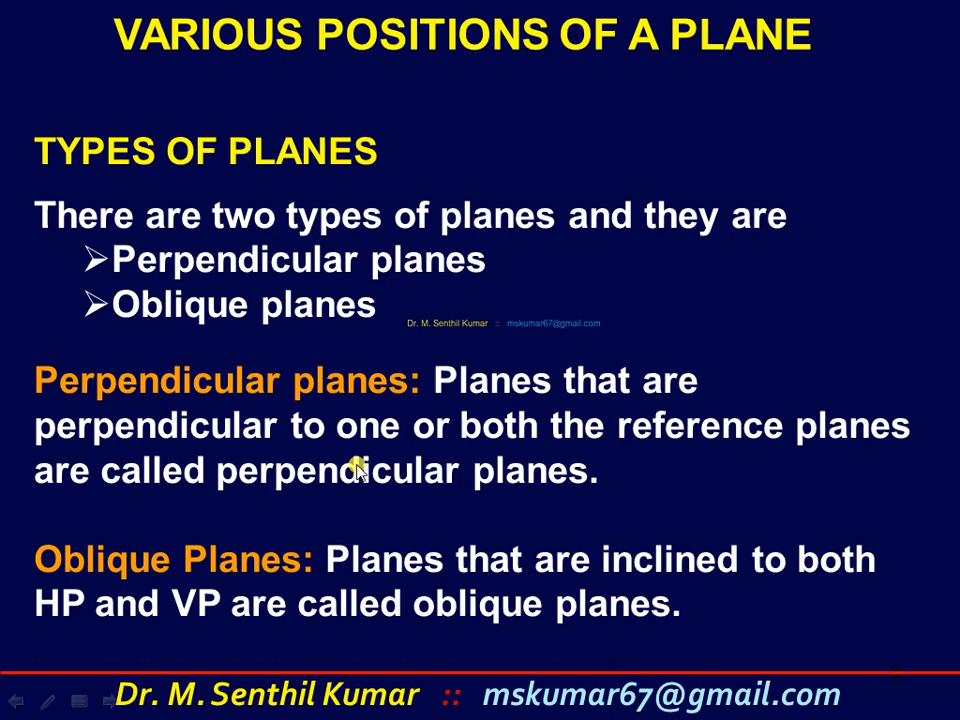 VARIOUS POSITIONS OF A PLANE
TYPES OF PLANES
There are two types of planes and they are
➢Perpendicular planes
➢Oblique planes
Dr. M. Senthil Kumar :: mskumar67@gmail.com
Perpendicular planes: Planes that are
perpendicular to one or both the reference planes
are called perpendicular planes.
Oblique Planes: Planes that are inclined to both
HP and VP are called oblique planes.
Dr. M. Senthil Kumar :: mskumar67@gmail.com